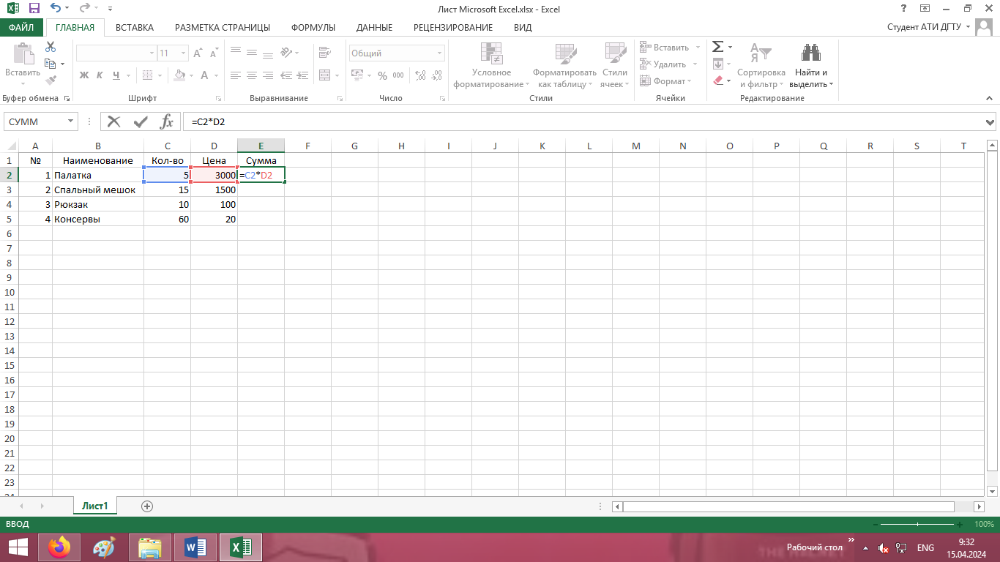 Лист Microsoft Excel.xlsx - Excel
ФАЙЛ ГЛАВНАЯ ВСТАВКА РАЗМЕТКА СТРАНИЦЫ ФОРМУЛЫ ДАННЫЕ РЕЦЕНЗИРОВАНИЕ ВИД Студент АТИ ДГТУ
Вставить
Буфер обмена
11
Ж К Ч А
Шрифт
Выравнивание
Общий
% 000
Число
Условное форматирование
Форматировать как таблицу
Стили ячеек
Стили
Вставить
Удалить
Формат
Ячейки
Сортировка и фильтр
Найти и выделить
Редактирование
СУММ fx =C2*D2
A B C D E F G H I J K L M N O P Q R S T
1 № Наименование Кол-во Цена Сумма
2 1 Палатка 5 3000 =C2*D2
3 2 Спальный мешок 15 1500
4 3 Рюкзак 10 100
5 4 Консервы 60 20
6
7
8
9
10
11
12
13
14
15
16
17
18
19
20
21
22
23
Лист1
ВВОД 100%
Рабочий стол ENG 9:32
15.04.2024